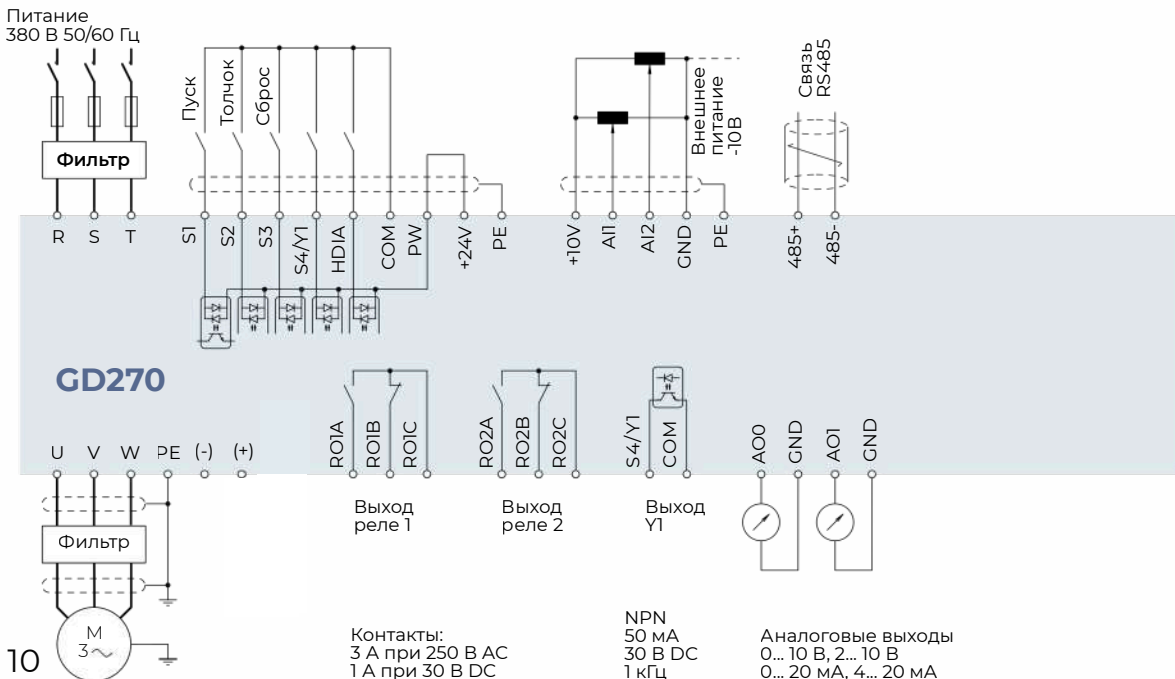 Питание
380 В 50/60 Гц
Пуск
Толчок
Сброс
Внешнее
питание
-10В
Связь
RS485
Фильтр
R S T
S1 S2 S3 S4/Y1 HDIA COM PW +24V PE
+10V AI1 AI2 GND PE
485+ 485-
GD270
U V W PE (-) (+)
RO1A RO1B RO1C
RO2A RO2B RO2C
S4/Y1 COM
AO0 GND AO1 GND
Выход
реле 1
Выход
реле 2
Выход
Y1
Фильтр
M
3~
10
Контакты:
3 А при 250 В AC
1 А при 30 В DC
NPN
50 мА
30 В DC
1 кГц
Аналоговые выходы
0... 10 В, 2... 10 В
0... 20 мА, 4... 20 мА